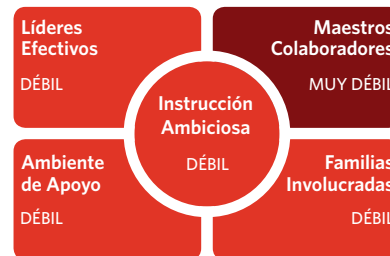 Líderes
Efectivos
DÉBIL
Maestros
Colaboradores
MUY DÉBIL
Instrucción
Ambiciosa
DÉBIL
Ambiente
de Apoyo
DÉBIL
Familias
Involucradas
DÉBIL